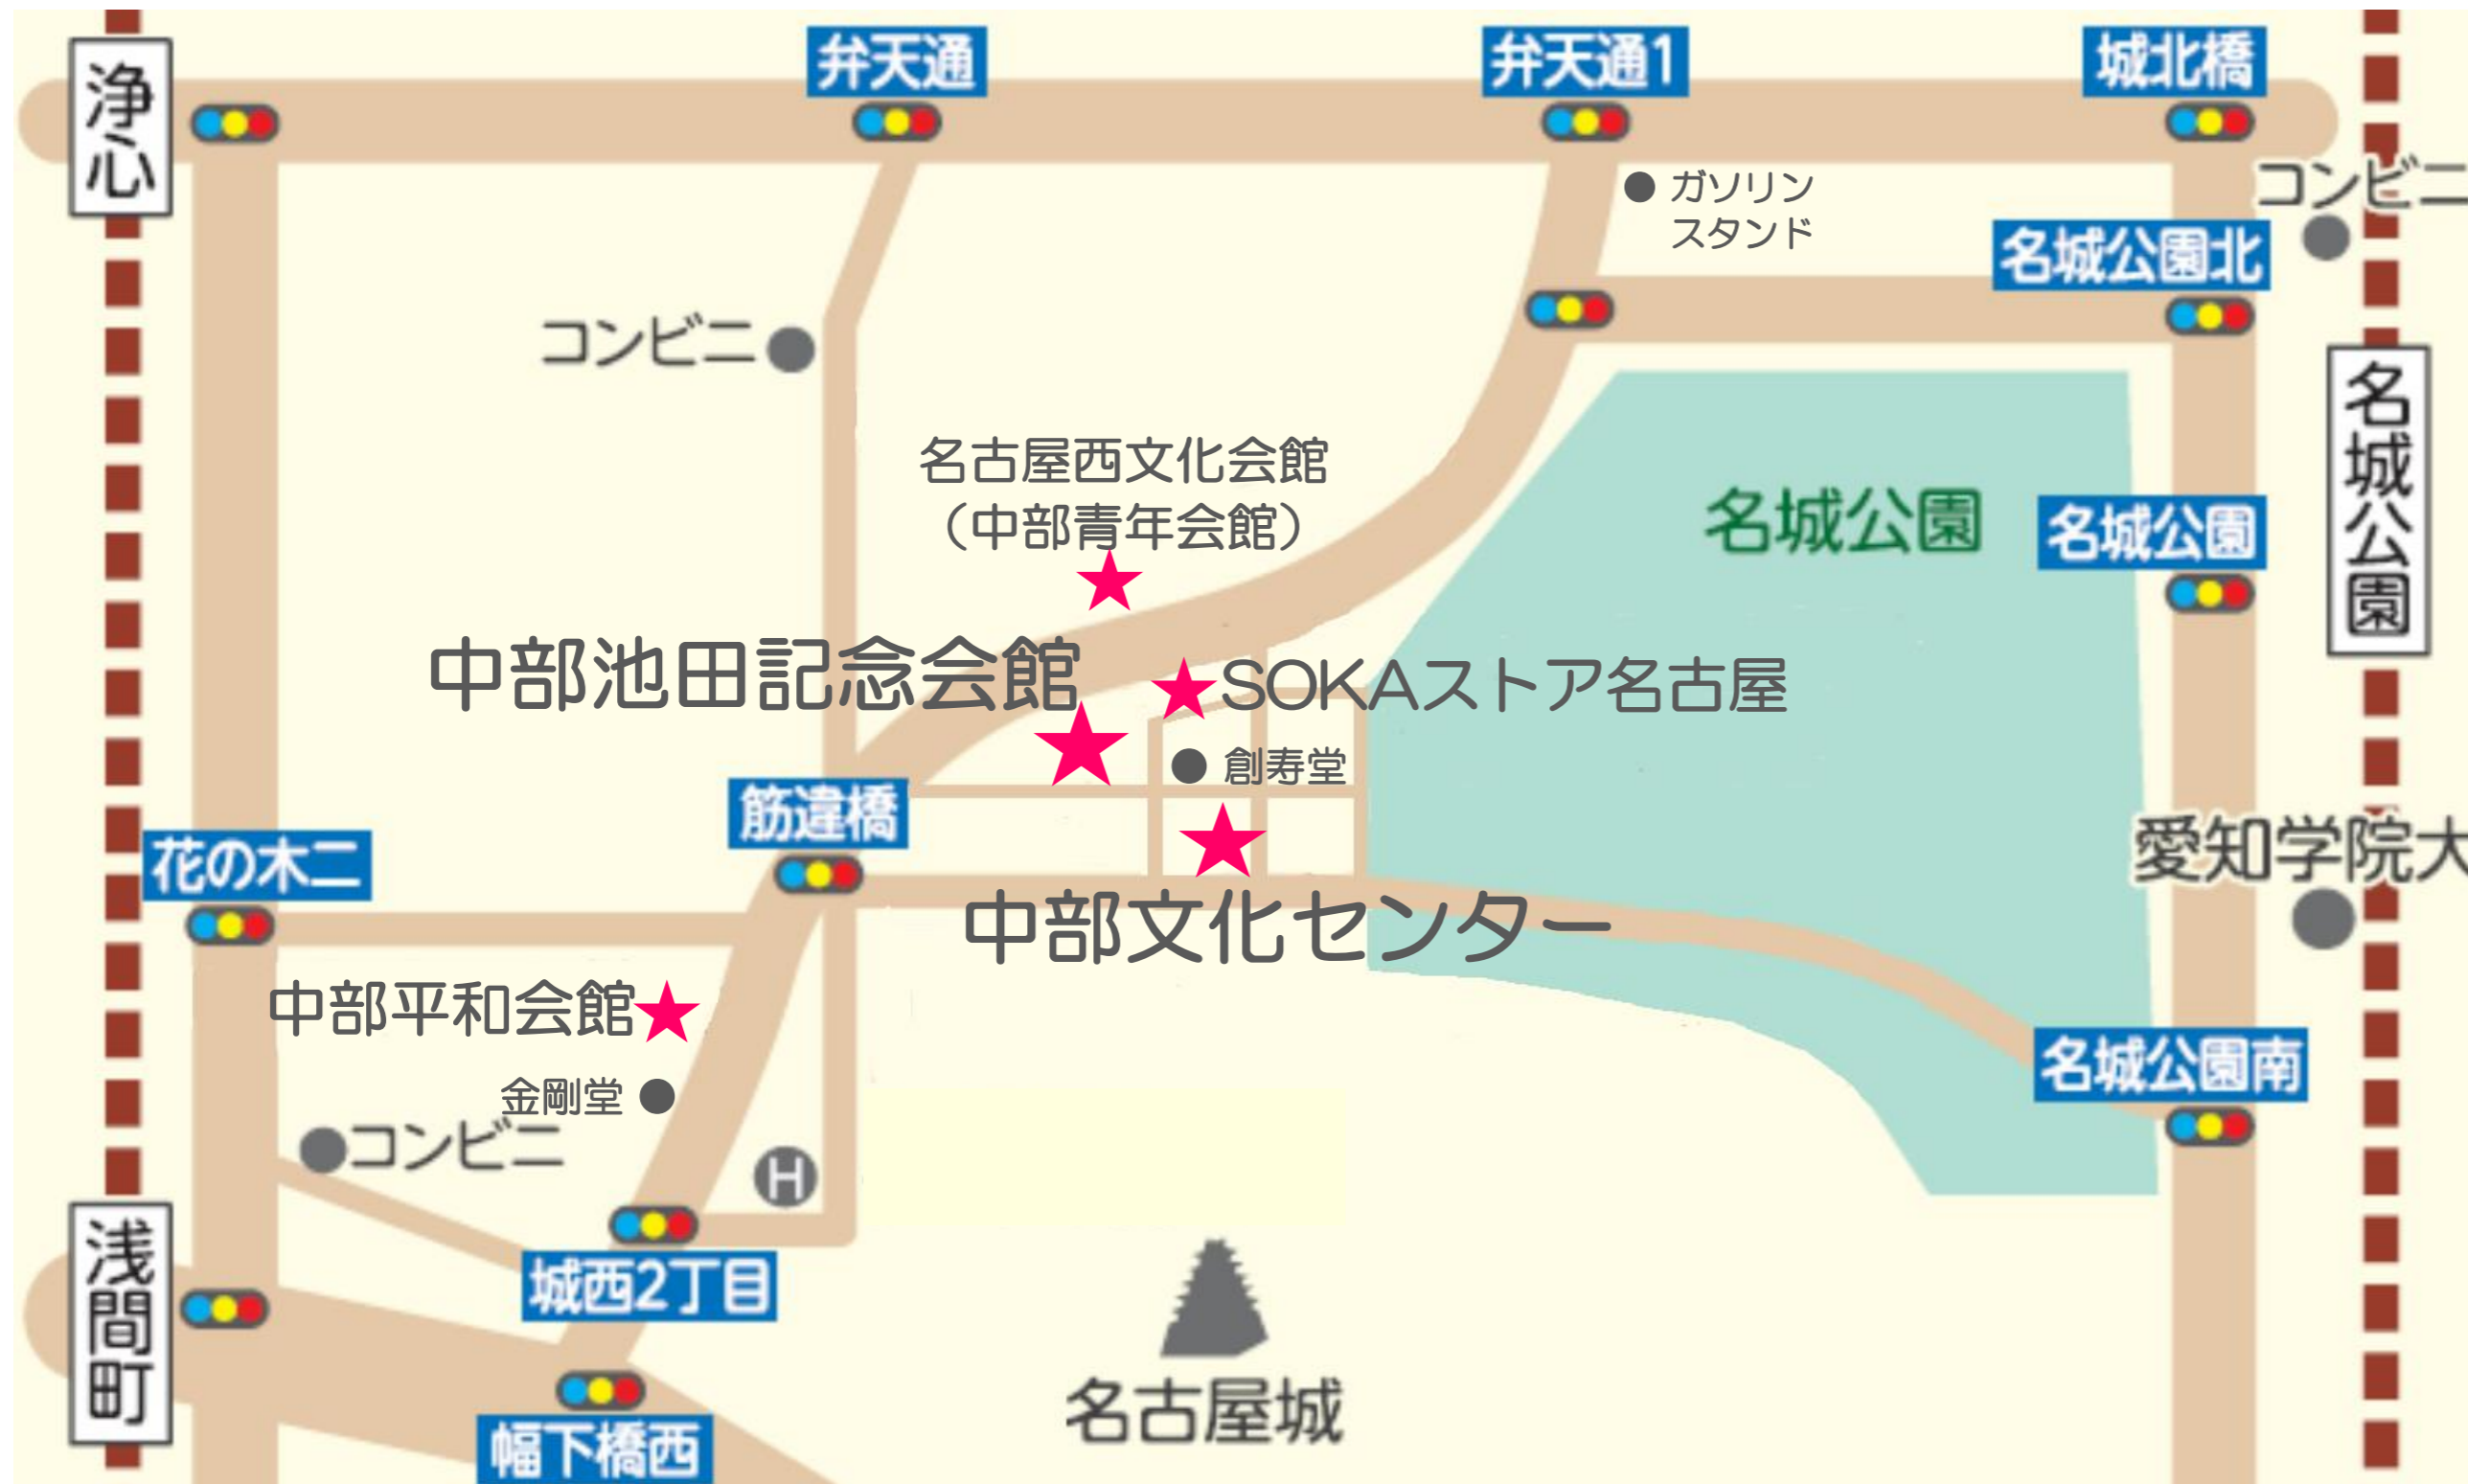 弁天通
弁天通1
城北橋
浄心
ガソリン
スタンド
コンビニ
名城公園北
コンビニ
名城公園
名古屋西文化会館
(中部青年会館)
名城公園
名城公園
中部池田記念会館
SOKAストア名古屋
創寿堂
筋違橋
花の木二
愛知学院大
中部文化センター
中部平和会館
名城公園南
金剛堂
コンビニ
H
浅間町
城西2丁目
名古屋城
幅下橋西